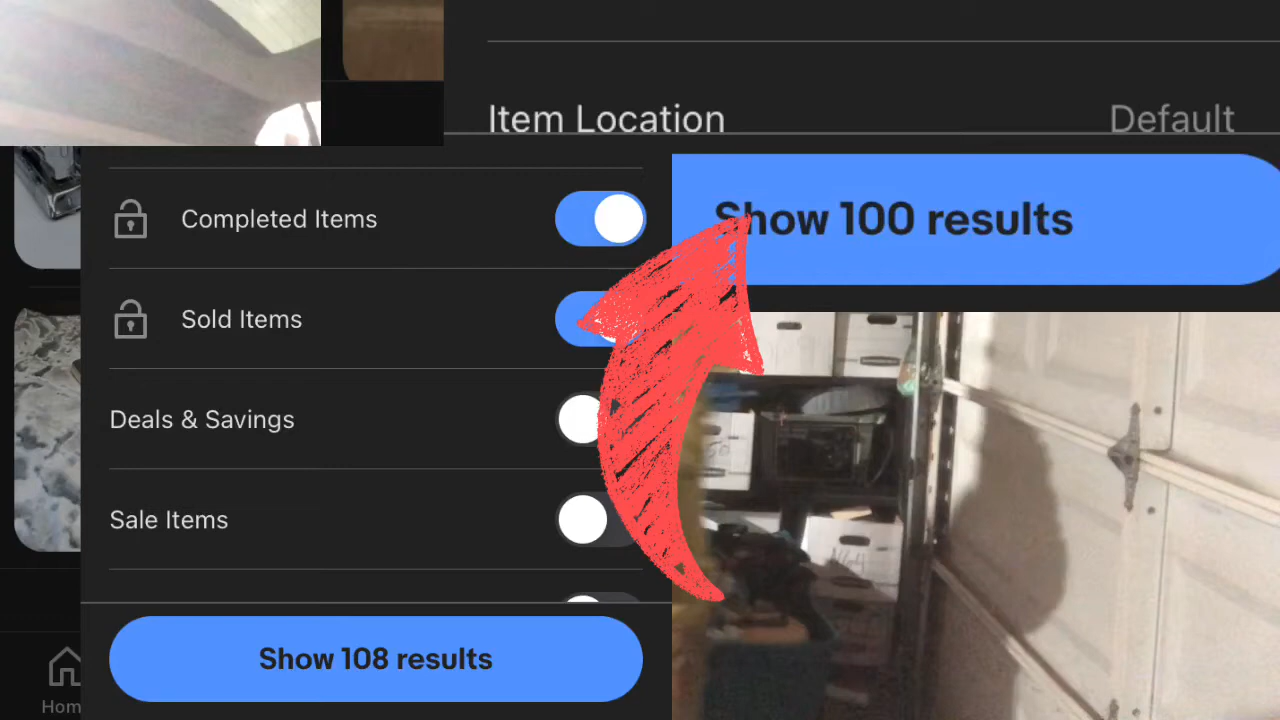 Item Location
Default
Completed Items
Show 100 results
Sold Items
Deals & Savings
Sale Items
Show 108 results
Hom